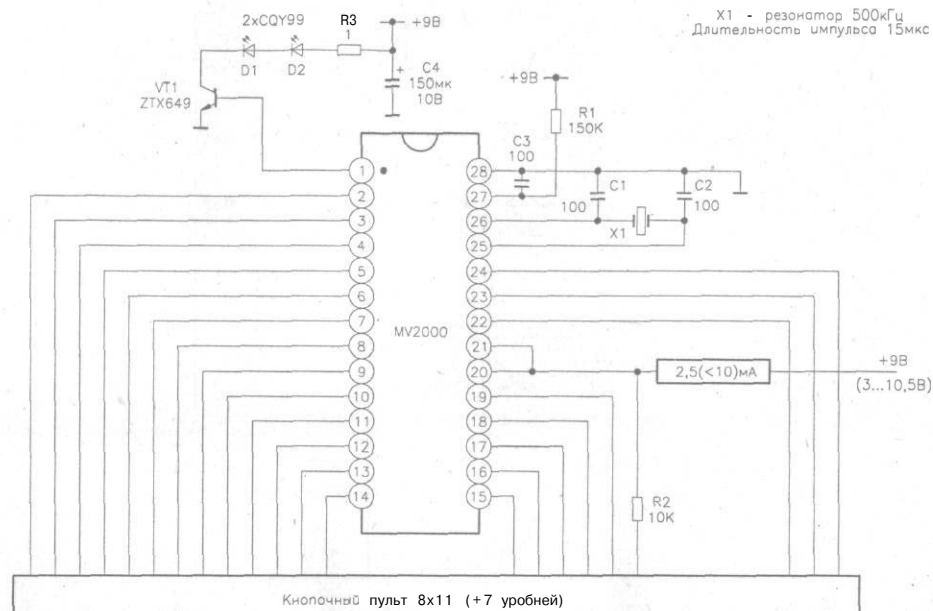 2xCQY99
R3
1
+9В
X1 - резонатор 500кГц
Длительность импульса 15мкс
D1
D2
+
C4
150мк
10В
VT1
ZTX649
+9В
R1
150К
C3
100
C1
100
C2
100
X1
MV2000
1
2
3
4
5
6
7
8
9
10
11
12
13
14
28
27
26
25
24
23
22
21
20
19
18
17
16
15
2,5(<10)мА
+9В
(3...10,5В)
R2
10К
Кнопочный пульт 8x11 (+7 уробней)